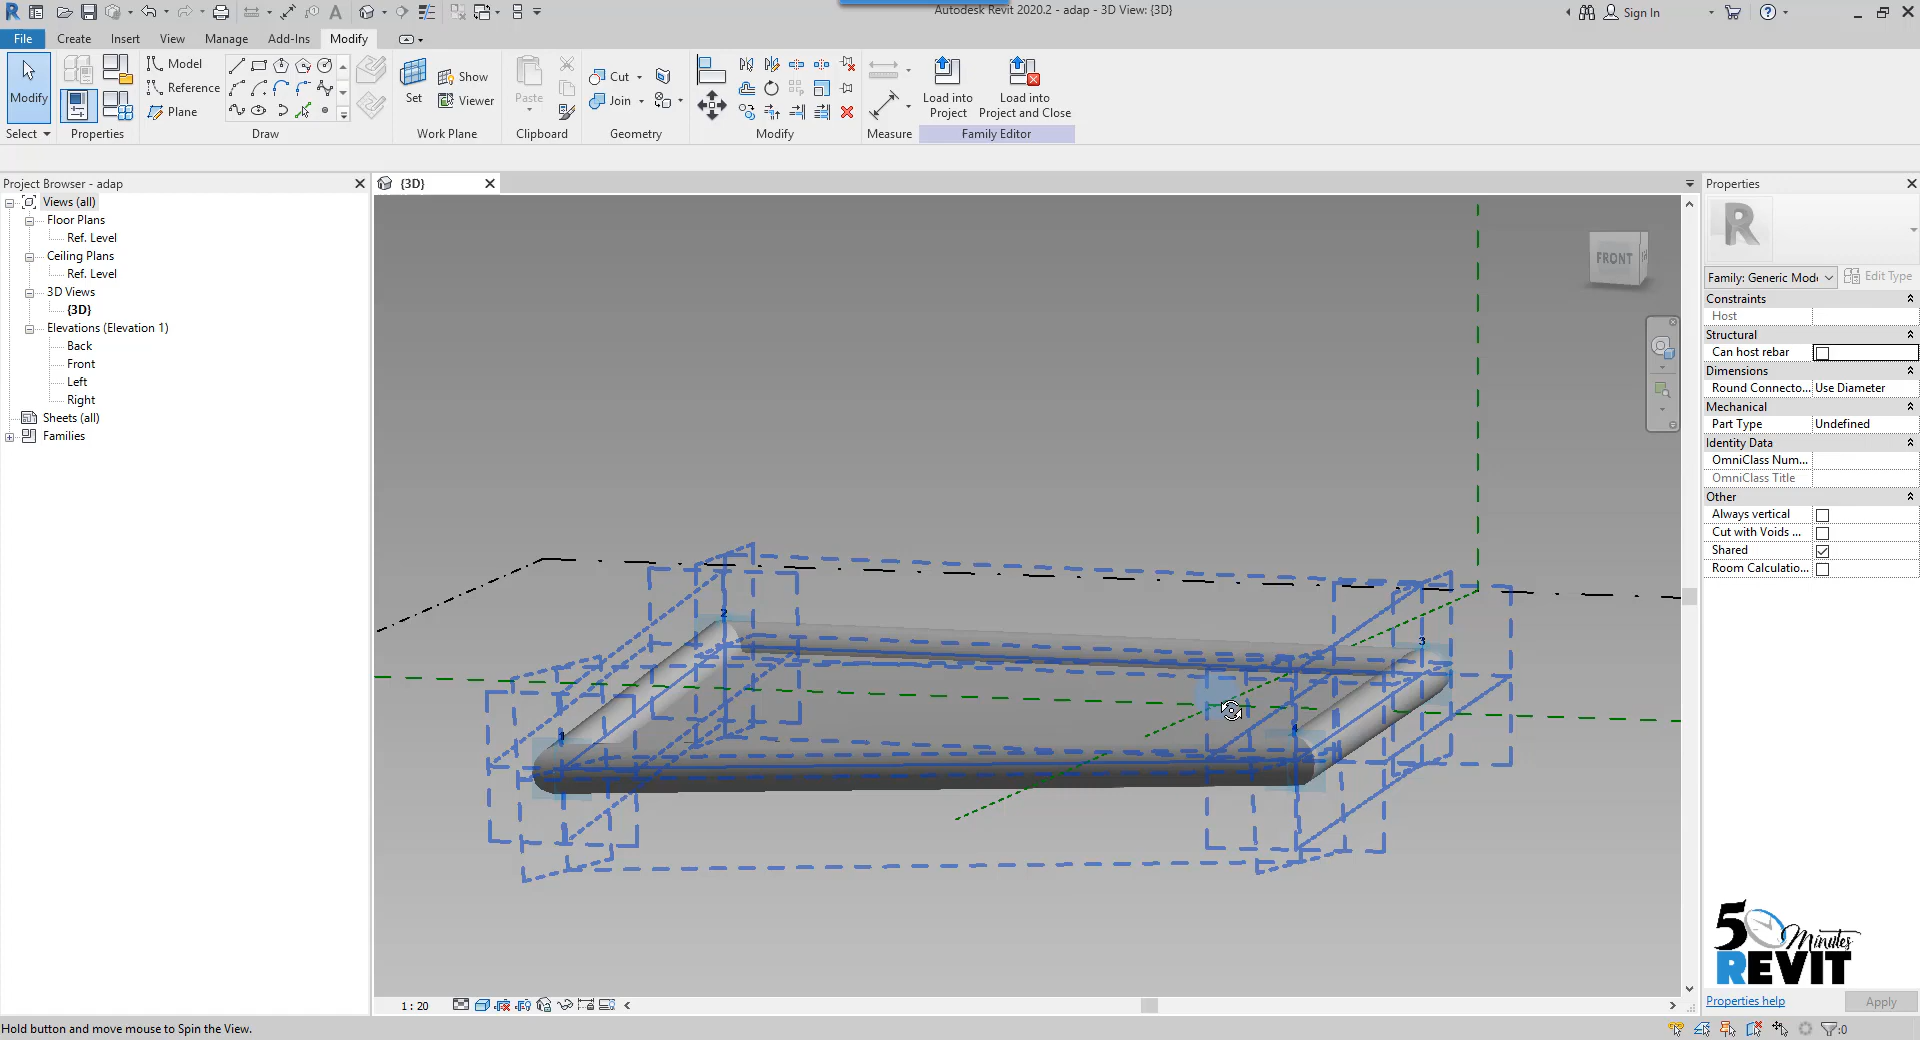 Autodesk Revit 2020.2 - adap - 3D View: {3D}
Sign In
File
Create
Insert
View
Manage
Add-Ins
Modify
Modify
Select
Properties
Model
Reference
Plane
Draw
Set
Show
Viewer
Work Plane
Paste
Clipboard
Cut
Join
Geometry
Modify
Measure
Load into
Project
Load into
Project and Close
Family Editor
Project Browser - adap
Views (all)
Floor Plans
Ref. Level
Ceiling Plans
Ref. Level
3D Views
{3D}
Elevations (Elevation 1)
Back
Front
Left
Right
Sheets (all)
Families
{3D}
FRONT
2
3
1
4
Properties
R
Family: Generic Mod
Edit Type
Constraints
Host
Structural
Can host rebar
Dimensions
Round Connecto... Use Diameter
Mechanical
Part Type Undefined
Identity Data
OmniClass Num...
OmniClass Title
Other
Always vertical
Cut with Voids ...
Shared
Room Calculatio...
5 Minutes
REVIT
Properties help
Apply
1 : 20
Hold button and move mouse to Spin the View.
:0